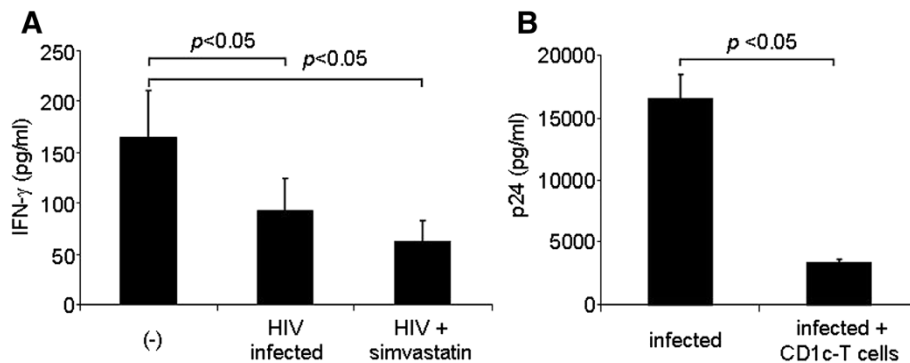 A
p<0.05
p<0.05
250
200
150
100
50
0
IFN-γ (pg/ml)
(-)
HIV infected
HIV + simvastatin
B
p <0.05
20000
15000
10000
5000
0
p24 (pg/ml)
infected
infected + CD1c-T cells